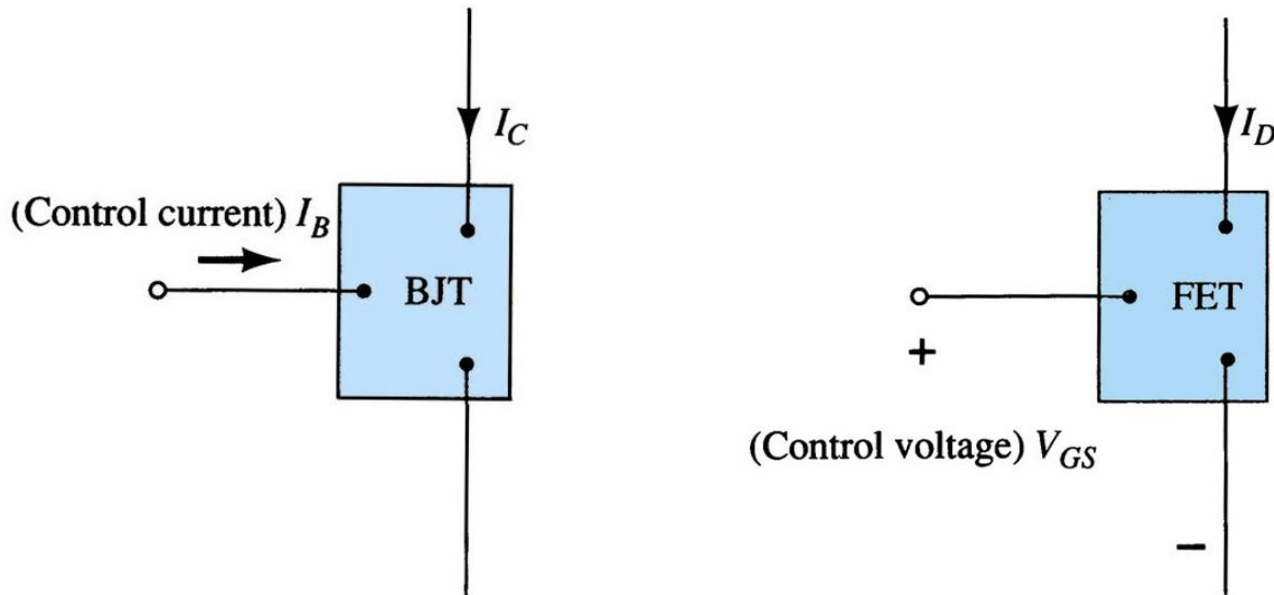 I_C
(Control current) I_B
BJT
I_D
FET
+
(Control voltage) V_GS
−